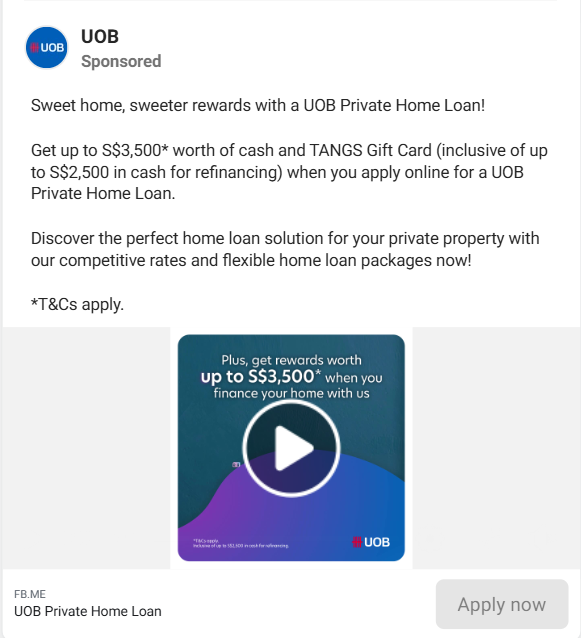 UOB
UOB
Sponsored
Sweet home, sweeter rewards with a UOB Private Home Loan!
Get up to S$3,500* worth of cash and TANGS Gift Card (inclusive of up
to S$2,500 in cash for refinancing) when you apply online for a UOB
Private Home Loan.
Discover the perfect home loan solution for your private property with
our competitive rates and flexible home loan packages now!
*T&Cs apply.
Plus, get rewards worth
up to S$3,500* when you
finance your home with us
*T&Cs apply.
Inclusive of up to S$2,500 in cash for refinancing.
UOB
FB.ME
UOB Private Home Loan
Apply now